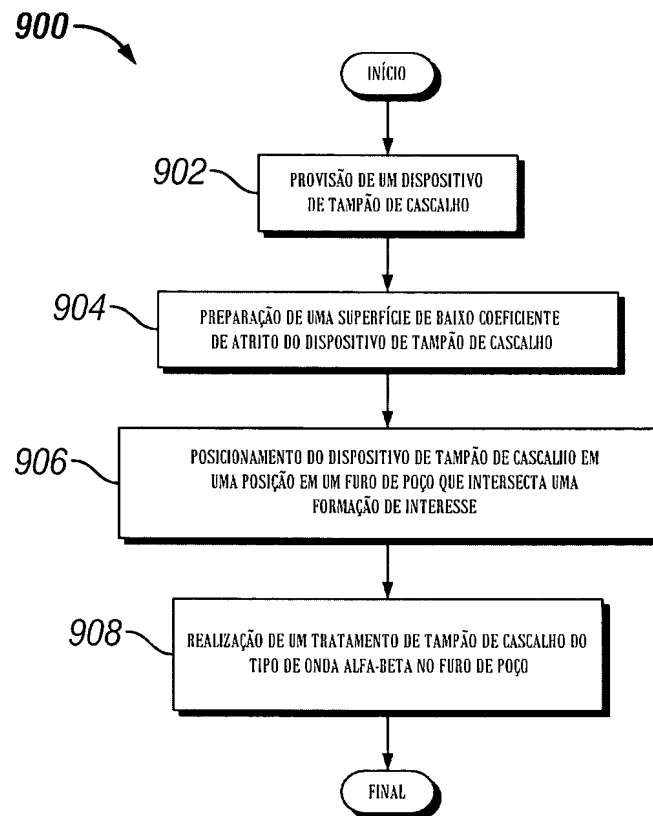 900
INÍCIO
902
PROVISÃO DE UM DISPOSITIVO
DE TAMPÃO DE CASCALHO
904
PREPARAÇÃO DE UMA SUPERFÍCIE DE BAIXO COEFICIENTE
DE ATRITO DO DISPOSITIVO DE TAMPÃO DE CASCALHO
906
POSICIONAMENTO DO DISPOSITIVO DE TAMPÃO DE CASCALHO EM
UMA POSIÇÃO EM UM FURO DE POÇO QUE INTERSECTA UMA
FORMAÇÃO DE INTERESSE
908
REALIZAÇÃO DE UM TRATAMENTO DE TAMPÃO DE CASCALHO DO
TIPO DE ONDA ALFA-BETA NO FURO DE POÇO
FINAL